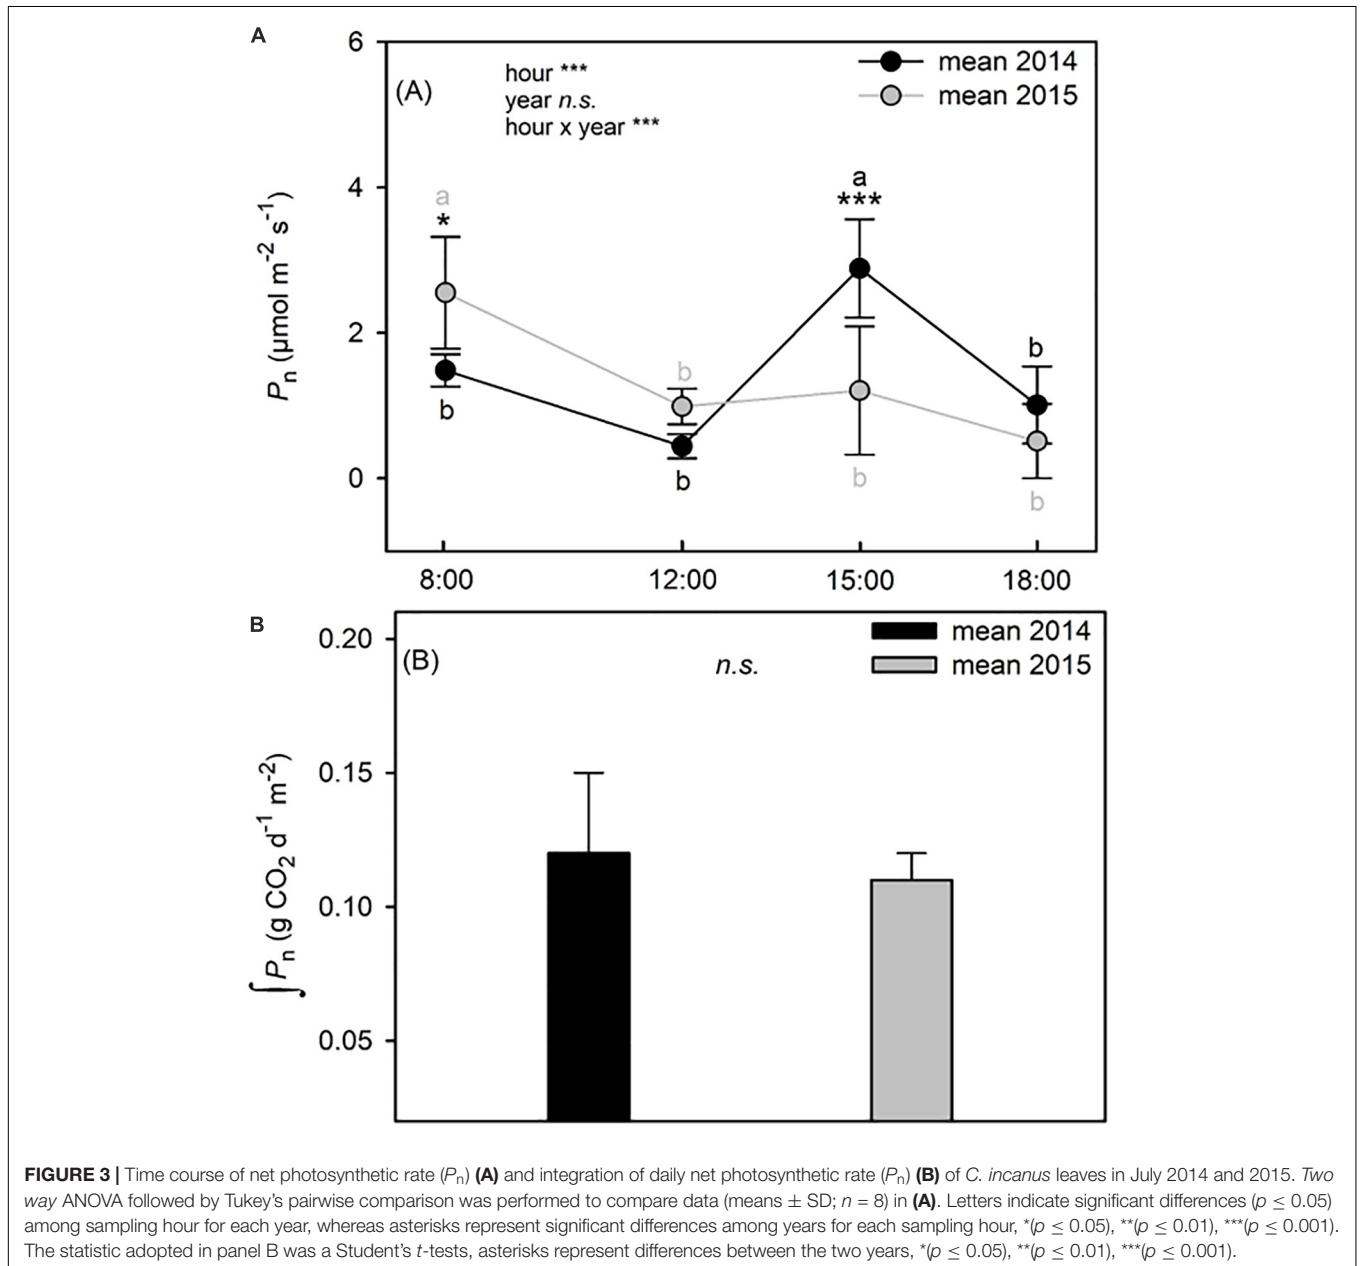 A
6
(A)
hour ***
year n.s.
hour x year ***
mean 2014
mean 2015
a
***
a
*
4
Pn (µmol m-2 s-1)
2
b
b
b
b
0
b
b
b
8:00
12:00
15:00
18:00
B
0.20
(B)
n.s.
mean 2014
mean 2015
0.15
∫Pn (g CO2 d-1 m-2)
0.10
0.05
FIGURE 3 | Time course of net photosynthetic rate (Pn) (A) and integration of daily net photosynthetic rate (Pn) (B) of C. incanus leaves in July 2014 and 2015. Two
way ANOVA followed by Tukey's pairwise comparison was performed to compare data (means ± SD; n = 8) in (A). Letters indicate significant differences (p ≤ 0.05)
among sampling hour for each year, whereas asterisks represent significant differences among years for each sampling hour, *(p ≤ 0.05), **(p ≤ 0.01), ***(p ≤ 0.001).
The statistic adopted in panel B was a Student's t-tests, asterisks represent differences between the two years, *(p ≤ 0.05), **(p ≤ 0.01), ***(p ≤ 0.001).